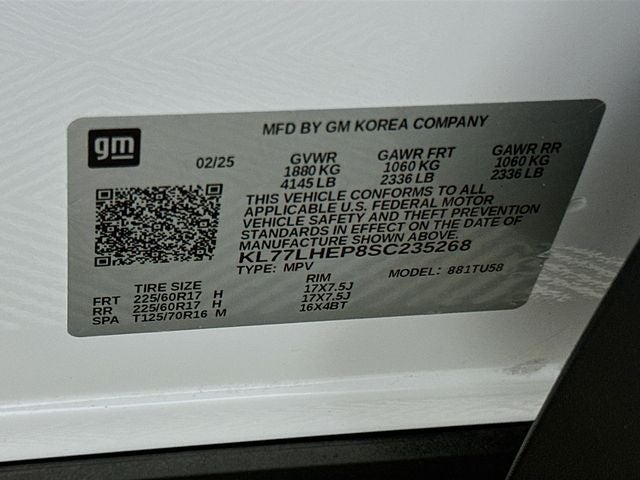 gm
MFD BY GM KOREA COMPANY
02/25 GVWR GAWR FRT GAWR RR
1880 KG 1060 KG 1060 KG
4145 LB 2336 LB 2336 LB
THIS VEHICLE CONFORMS TO ALL
APPLICABLE U.S. FEDERAL MOTOR
VEHICLE SAFETY AND THEFT PREVENTION
STANDARDS IN EFFECT ON THE DATE OF
MANUFACTURE SHOWN ABOVE.
KL77LHEP8SC235268
TYPE: MPV MODEL: 881TU58
TIRE SIZE RIM
FRT 225/60R17 H 17X7.5J
RR 225/60R17 H 17X7.5J
SPA T125/70R16 M 16X4BT